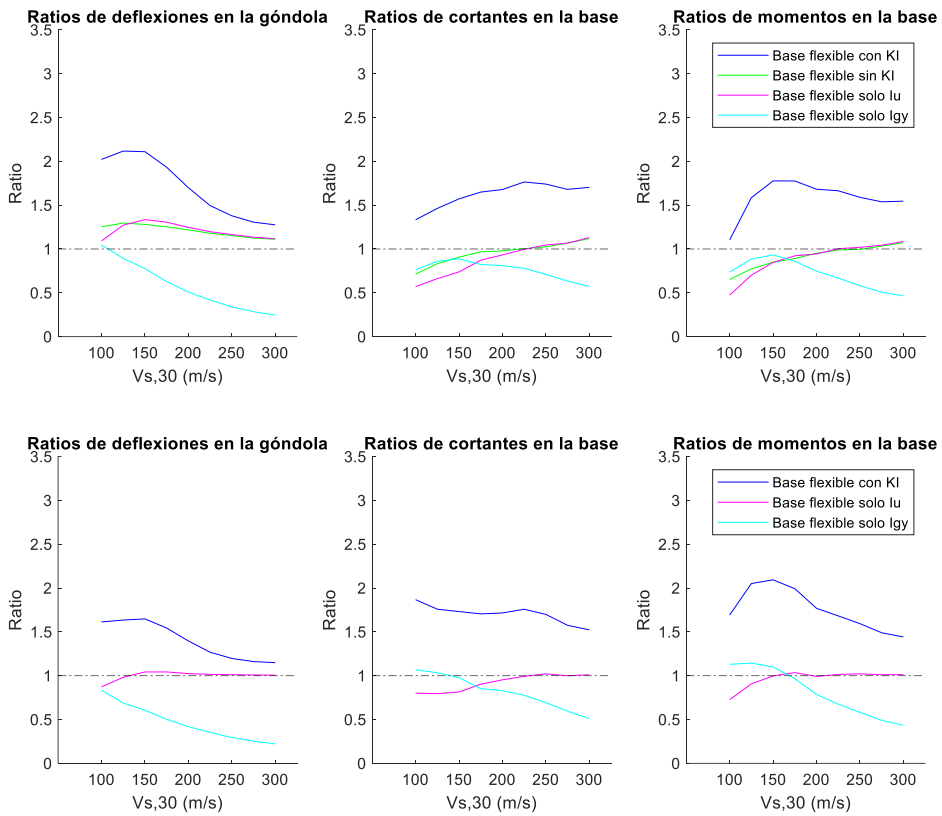 Ratios de deflexiones en la góndola
Ratios de cortantes en la base
Ratios de momentos en la base
3.5
3
2.5
2
1.5
1
0.5
0
Ratio
100 150 200 250 300
Vs,30 (m/s)
3.5
3
2.5
2
1.5
1
0.5
0
Ratio
100 150 200 250 300
Vs,30 (m/s)
3.5
3
2.5
2
1.5
1
0.5
0
Ratio
Base flexible con KI
Base flexible sin KI
Base flexible solo Iu
Base flexible solo Igy
100 150 200 250 300
Vs,30 (m/s)
Ratios de deflexiones en la góndola
Ratios de cortantes en la base
Ratios de momentos en la base
3.5
3
2.5
2
1.5
1
0.5
0
Ratio
100 150 200 250 300
Vs,30 (m/s)
3.5
3
2.5
2
1.5
1
0.5
0
Ratio
100 150 200 250 300
Vs,30 (m/s)
3.5
3
2.5
2
1.5
1
0.5
0
Ratio
Base flexible con KI
Base flexible solo Iu
Base flexible solo Igy
100 150 200 250 300
Vs,30 (m/s)